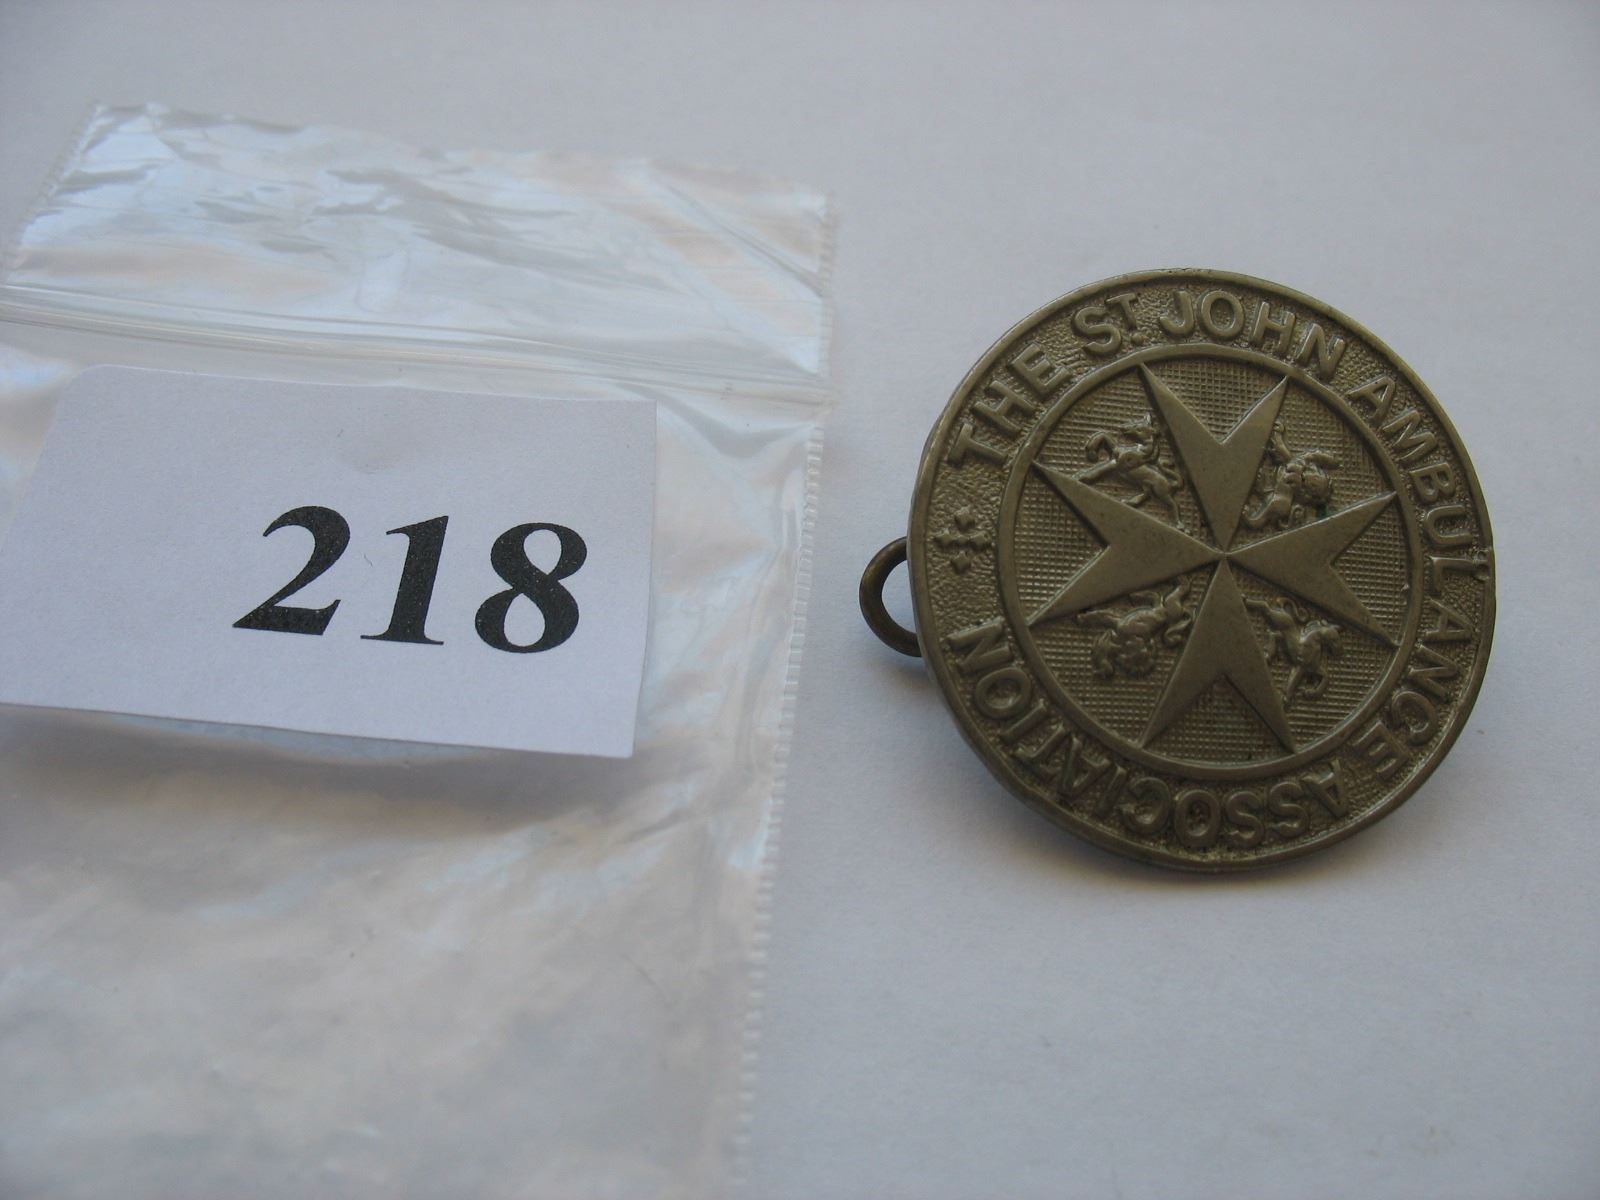 218
THE ST. JOHN AMBULANCE ASSOCIATION